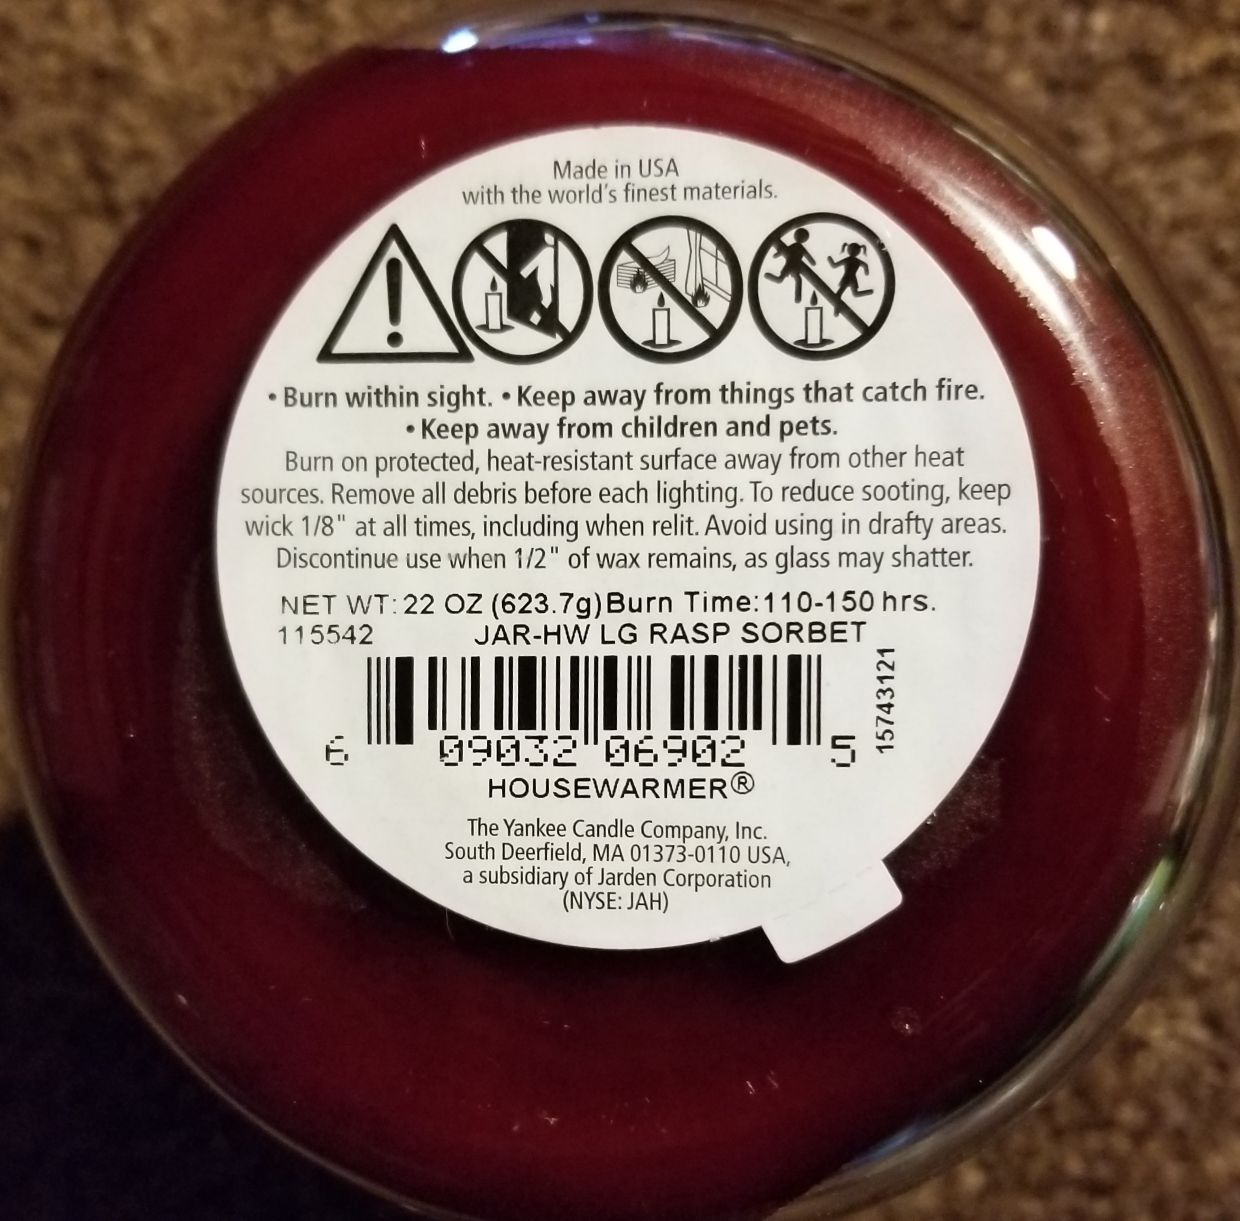 Made in USA
with the world's finest materials.
• Burn within sight. • Keep away from things that catch fire.
• Keep away from children and pets.
Burn on protected, heat-resistant surface away from other heat
sources. Remove all debris before each lighting. To reduce sooting, keep
wick 1/8" at all times, including when relit. Avoid using in drafty areas.
Discontinue use when 1/2" of wax remains, as glass may shatter.
NET WT: 22 OZ (623.7g) Burn Time: 110-150 hrs.
115542 JAR-HW LG RASP SORBET
15743121
6 09032 06902 5
HOUSEWARMER®
The Yankee Candle Company, Inc.
South Deerfield, MA 01373-0110 USA,
a subsidiary of Jarden Corporation
(NYSE: JAH)